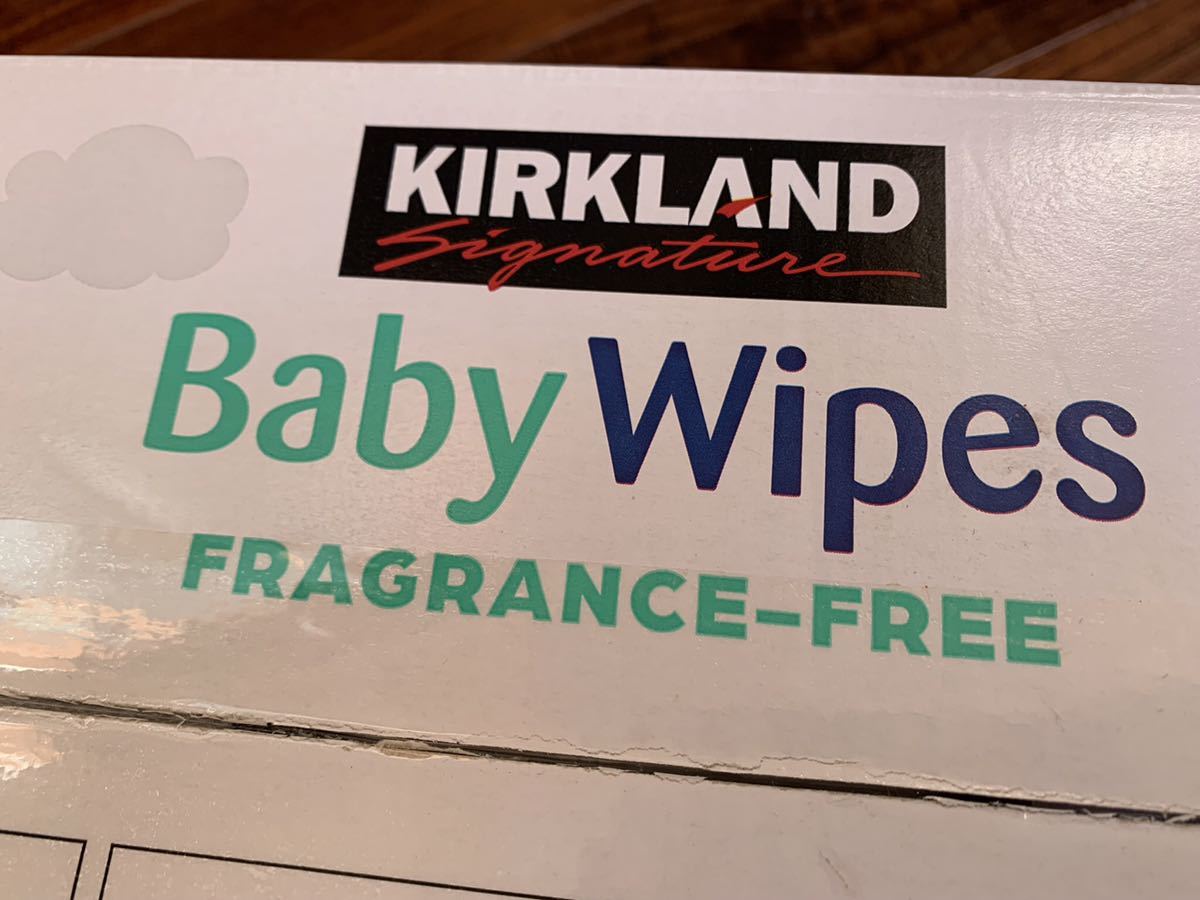 KIRKLAND
Signature
Baby Wipes
FRAGRANCE-FREE